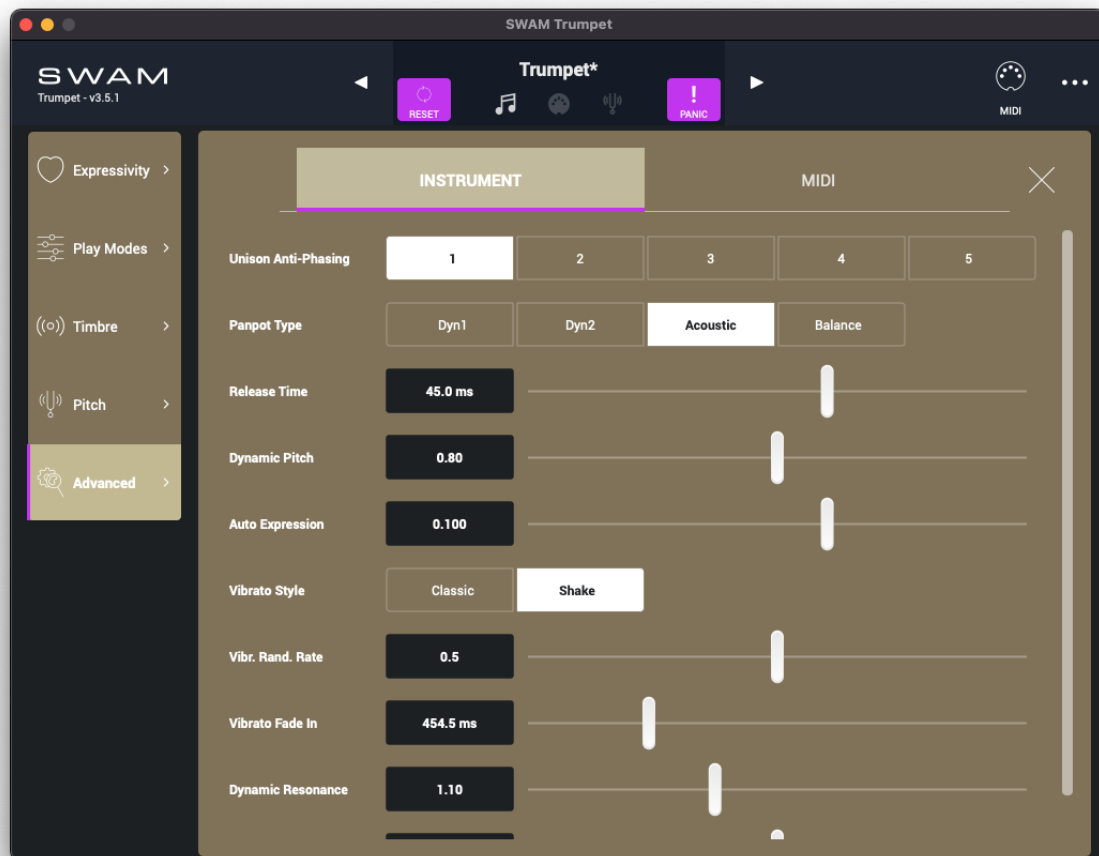 SWAM Trumpet
SWAM
Trumpet - v3.5.1
Trumpet*
RESET
PANIC
MIDI
Expressivity
Play Modes
Timbre
Pitch
Advanced
INSTRUMENT MIDI
Unison Anti-Phasing 1 2 3 4 5
Panpot Type Dyn1 Dyn2 Acoustic Balance
Release Time 45.0 ms
Dynamic Pitch 0.80
Auto Expression 0.100
Vibrato Style Classic Shake
Vibr. Rand. Rate 0.5
Vibrato Fade In 454.5 ms
Dynamic Resonance 1.10